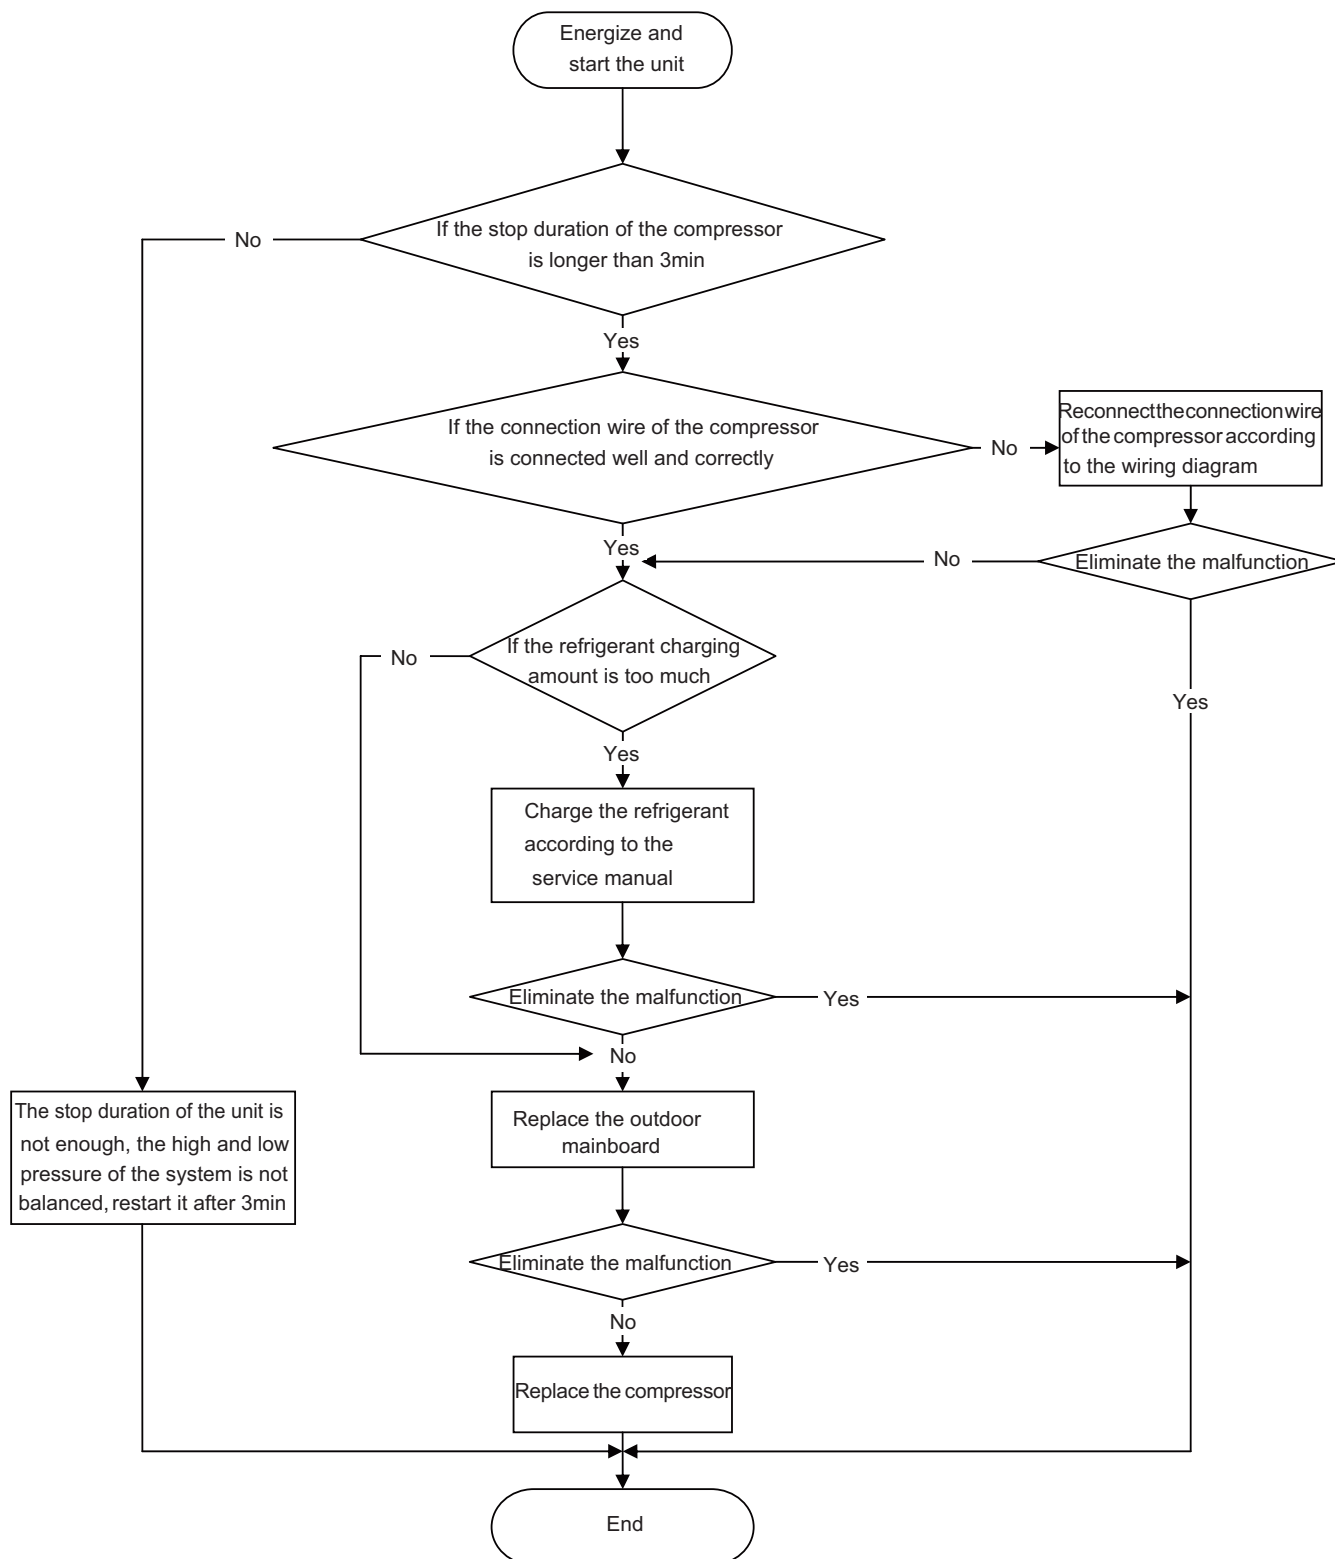 Energize and
start the unit
If the stop duration of the compressor
is longer than 3min
No
Yes
If the connection wire of the compressor
is connected well and correctly
No
Reconnect the connection wire
of the compressor according
to the wiring diagram
Yes
No
Eliminate the malfunction
If the refrigerant charging
amount is too much
No
Yes
Yes
Charge the refrigerant
according to the
service manual
Eliminate the malfunction
Yes
No
The stop duration of the unit is
not enough, the high and low
pressure of the system is not
balanced, restart it after 3min
Replace the outdoor
mainboard
Eliminate the malfunction
Yes
No
Replace the compressor
End